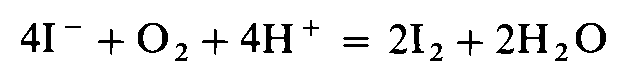 4I⁻ + O₂ + 4H⁺ = 2I₂ + 2H₂O